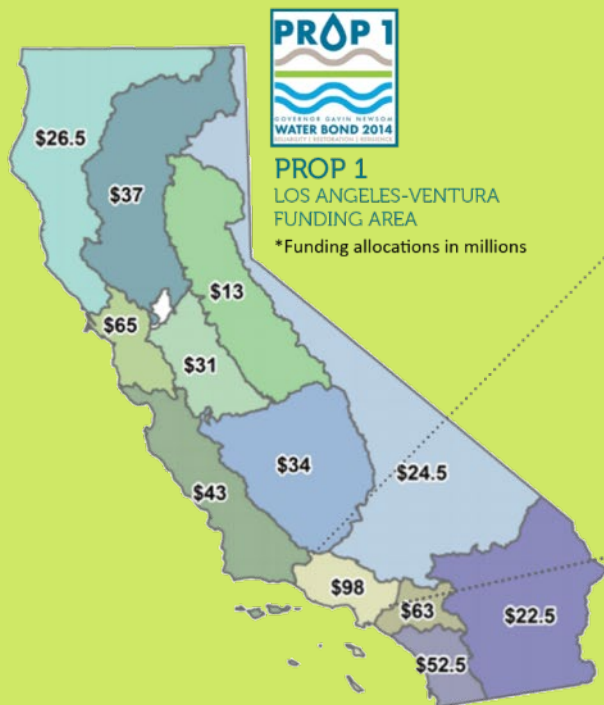 PROP 1
GOVERNOR GAVIN NEWSOM
WATER BOND 2014
RELIABILITY | RESTORATION | RESILIENCE
PROP 1
LOS ANGELES-VENTURA
FUNDING AREA
*Funding allocations in millions
$26.5
$37
$13
$65
$31
$34
$24.5
$43
$98
$63
$22.5
$52.5